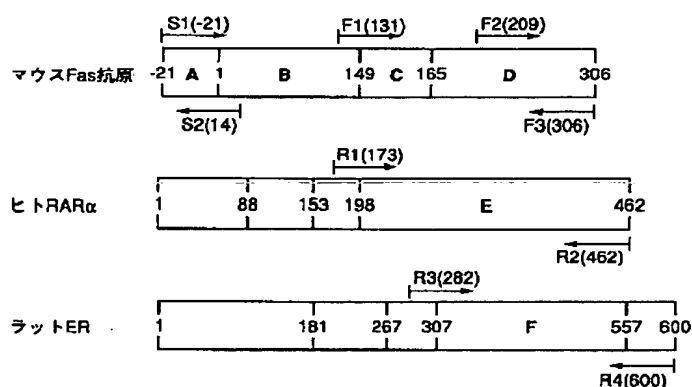 S1(-21) F1(131) F2(209)
マウスFas抗原 -21 A 1 B 149 C 165 D 306
S2(14) F3(306)
R1(173)
ヒトRARα 1 88 153 198 E 462
R2(462)
R3(282)
ラットER 1 181 267 307 F 557 600
R4(600)